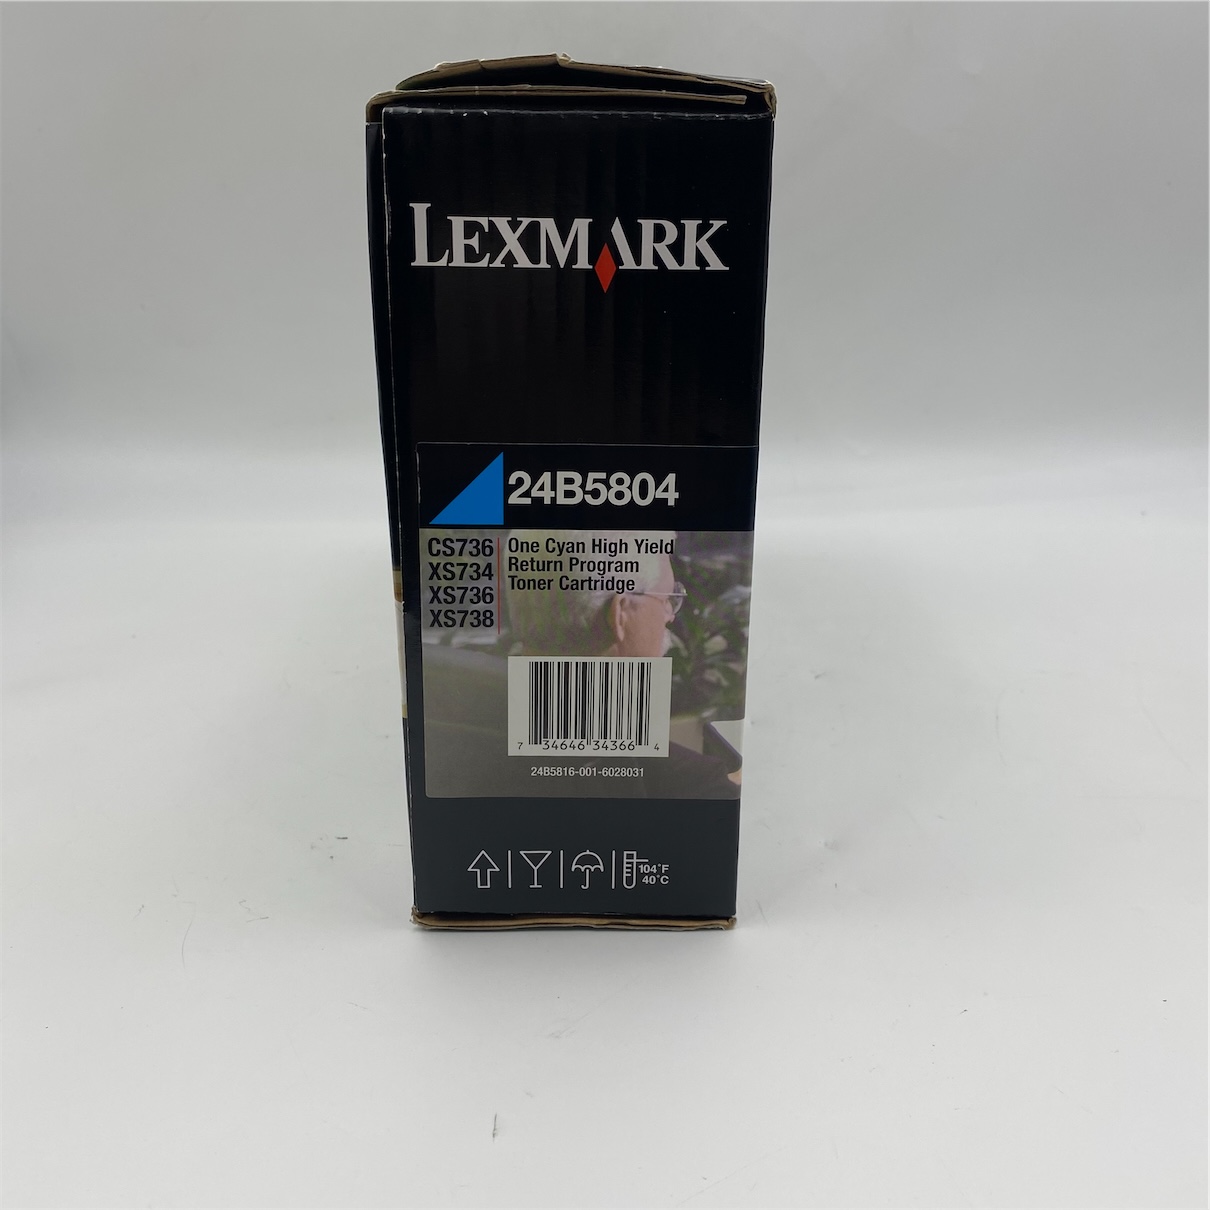 LEXMARK
24B5804
CS736
XS734
XS736
XS738
One Cyan High Yield
Return Program
Toner Cartridge
7 34646 34366 4
24B5816-001-6028031
104°F
40°C